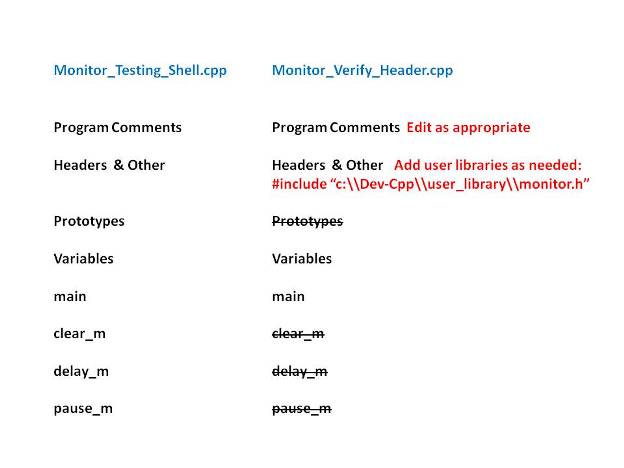 Monitor_Testing_Shell.cpp Monitor_Verify_Header.cpp
Program Comments Program Comments Edit as appropriate
Headers & Other Headers & Other Add user libraries as needed:
#include “c:\\Dev-Cpp\\user_library\\monitor.h”
Prototypes Prototypes
Variables Variables
main main
clear_m clear_m
delay_m delay_m
pause_m pause_m